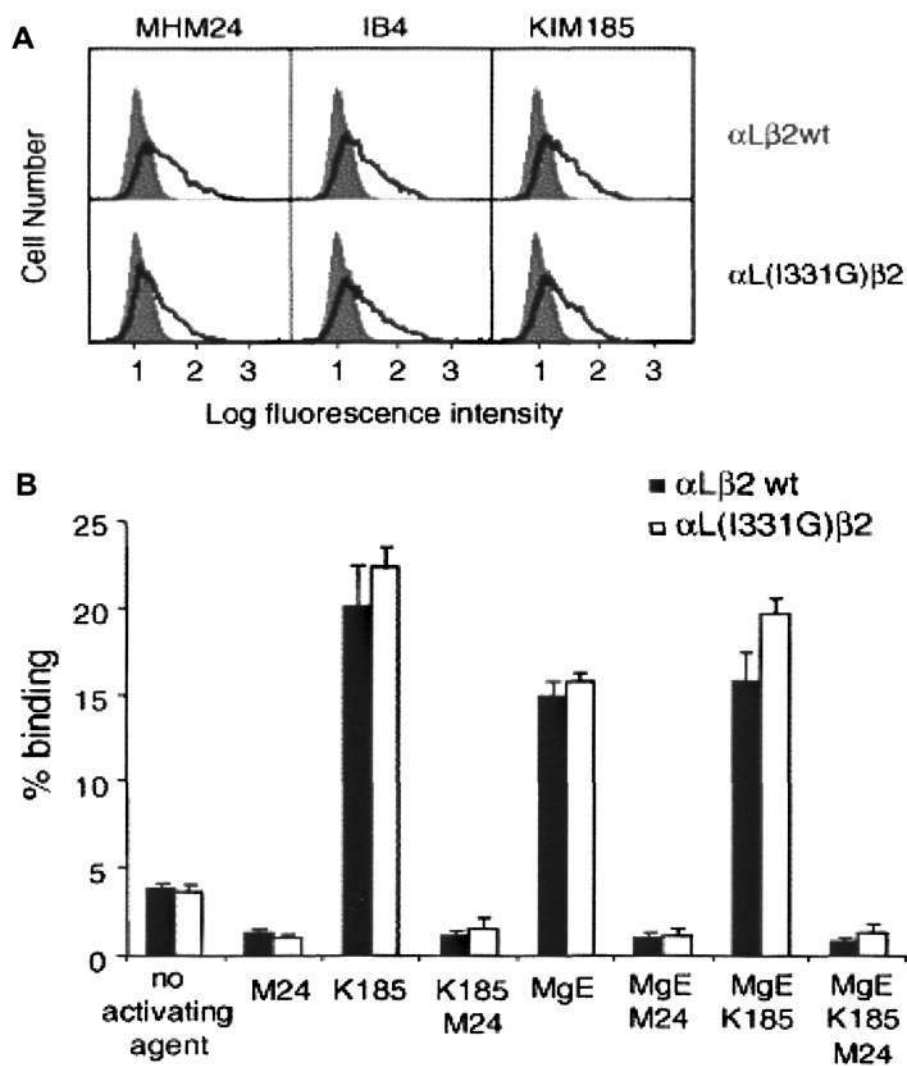 A
MHM24 IB4 KIM185
Cell Number
αLβ2wt
αL(I331G)β2
1 2 3 1 2 3 1 2 3
Log fluorescence intensity
B
αLβ2 wt
αL(I331G)β2
% binding
25
20
15
10
5
0
no activating agent
M24
K185
K185 M24
MgE
MgE M24
MgE K185
MgE K185 M24